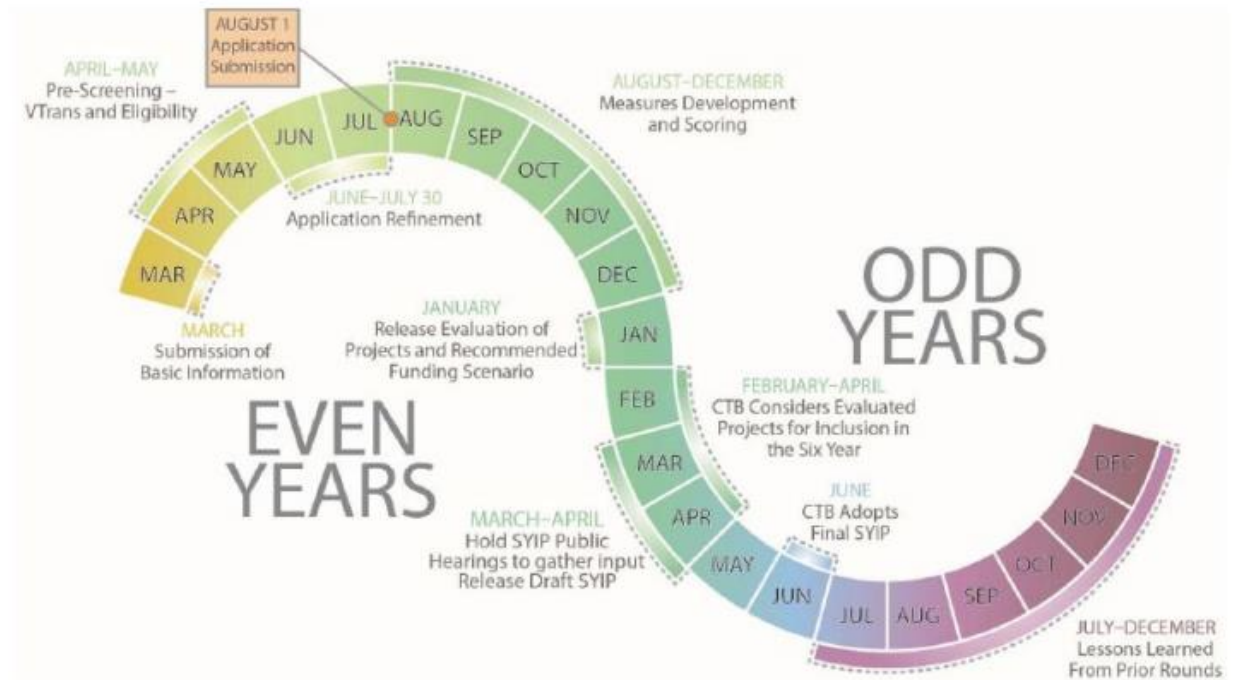 AUGUST 1
Application
Submission
APRIL–MAY
Pre-Screening –
VTrans and Eligibility
AUGUST–DECEMBER
Measures Development
and Scoring
MAR
APR
MAY
JUN
JUL
AUG
SEP
OCT
NOV
DEC
JUNE–JULY 30
Application Refinement
MARCH
Submission of
Basic Information
EVEN
YEARS
JANUARY
Release Evaluation of
Projects and Recommended
Funding Scenario
ODD
YEARS
JAN
FEB
MAR
APR
MAY
JUN
JUL
AUG
SEP
OCT
NOV
DEC
FEBRUARY–APRIL
CTB Considers Evaluated
Projects for Inclusion in
the Six Year
MARCH–APRIL
Hold SYIP Public
Hearings to gather input
Release Draft SYIP
JUNE
CTB Adopts
Final SYIP
JULY–DECEMBER
Lessons Learned
From Prior Rounds